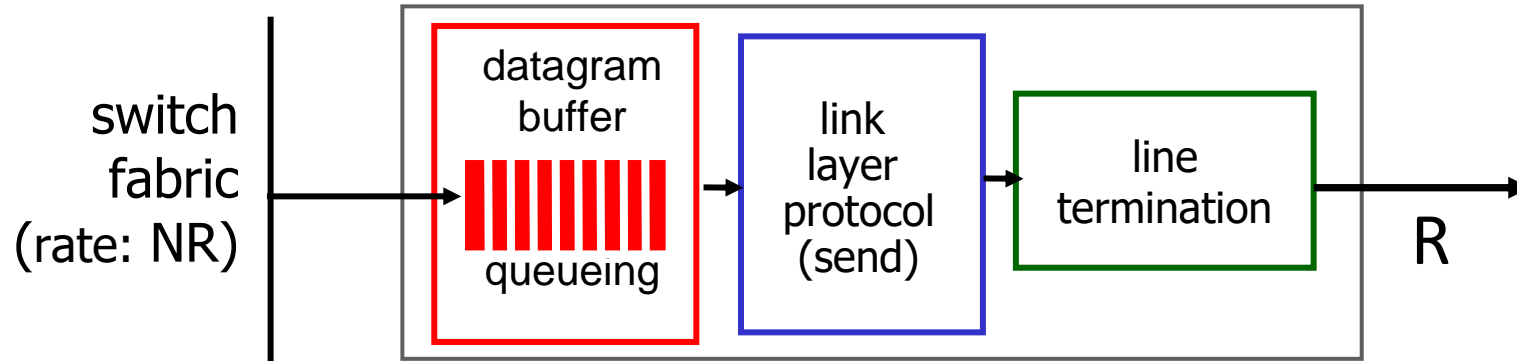 switch
fabric
(rate: NR)
datagram
buffer
queueing
link
layer
protocol
(send)
line
termination
R